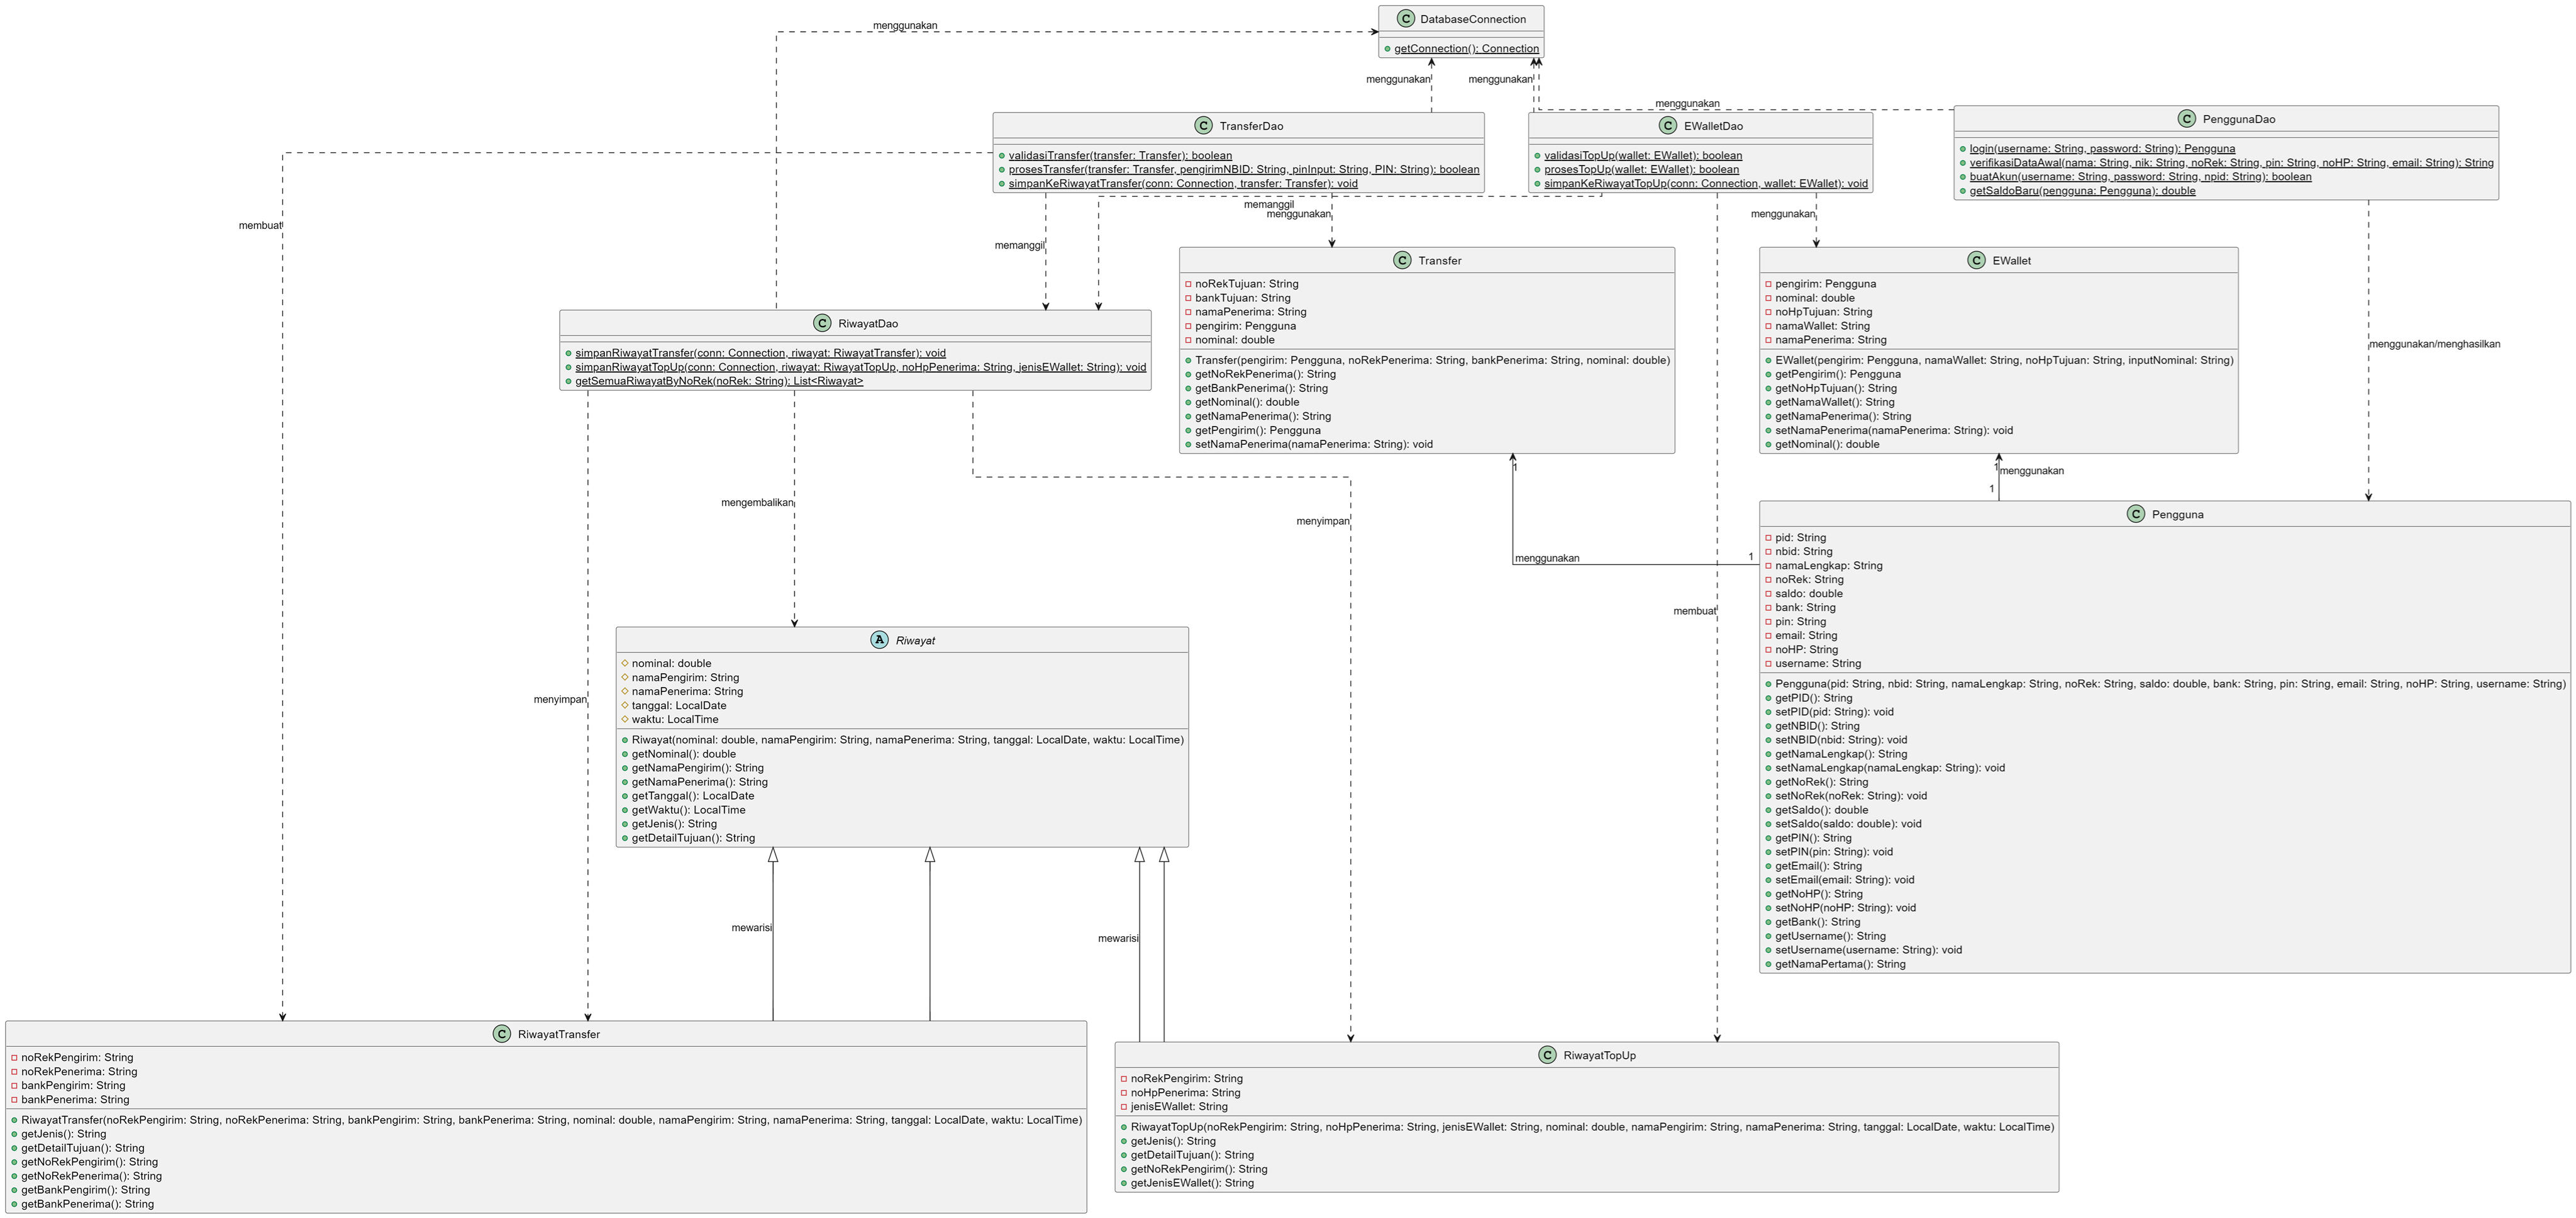 menggunakan
C DatabaseConnection
getConnection(): Connection
menggunakan
menggunakan
menggunakan
C TransferDao
validasiTransfer(transfer: Transfer): boolean
prosesTransfer(transfer: Transfer, pengirimNBID: String, pinInput: String, PIN: String): boolean
simpanKeRiwayatTransfer(conn: Connection, transfer: Transfer): void
C EWalletDao
validasiTopUp(wallet: EWallet): boolean
prosesTopUp(wallet: EWallet): boolean
simpanKeRiwayatTopUp(conn: Connection, wallet: EWallet): void
C PenggunaDao
login(username: String, password: String): Pengguna
verifikasiDataAwal(nama: String, nik: String, noRek: String, pin: String, noHP: String, email: String): String
buatAkun(username: String, password: String, npid: String): boolean
getSaldoBaru(pengguna: Pengguna): double
membuat
memanggil
memanggil
menggunakan
menggunakan
C Transfer
noRekTujuan: String
bankTujuan: String
namaPenerima: String
pengirim: Pengguna
nominal: double
Transfer(pengirim: Pengguna, noRekPenerima: String, bankPenerima: String, nominal: double)
getNoRekPenerima(): String
getBankPenerima(): String
getNominal(): double
getNamaPenerima(): String
getPengirim(): Pengguna
setNamaPenerima(namaPenerima: String): void
C EWallet
pengirim: Pengguna
nominal: double
noHpTujuan: String
namaWallet: String
namaPenerima: String
EWallet(pengirim: Pengguna, namaWallet: String, noHpTujuan: String, inputNominal: String)
getPengirim(): Pengguna
getNoHpTujuan(): String
getNamaWallet(): String
getNamaPenerima(): String
setNamaPenerima(namaPenerima: String): void
getNominal(): double
menggunakan/menghasilkan
C RiwayatDao
simpanRiwayatTransfer(conn: Connection, riwayat: RiwayatTransfer): void
simpanRiwayatTopUp(conn: Connection, riwayat: RiwayatTopUp, noHpPenerima: String, jenisEWallet: String): void
getSemuaRiwayatByNoRek(noRek: String): List<Riwayat>
1
1
menggunakan
1
mengembalikan
menyimpan
menggunakan
1
C Pengguna
pid: String
nbid: String
namaLengkap: String
noRek: String
saldo: double
bank: String
pin: String
email: String
noHP: String
username: String
Pengguna(pid: String, nbid: String, namaLengkap: String, noRek: String, saldo: double, bank: String, pin: String, email: String, noHP: String, username: String)
getPID(): String
setPID(pid: String): void
getNBID(): String
setNBID(nbid: String): void
getNamaLengkap(): String
setNamaLengkap(namaLengkap: String): void
getNoRek(): String
setNoRek(noRek: String): void
getSaldo(): double
setSaldo(saldo: double): void
getPIN(): String
setPIN(pin: String): void
getEmail(): String
setEmail(email: String): void
getNoHP(): String
setNoHP(noHP: String): void
getBank(): String
getUsername(): String
setUsername(username: String): void
getNamaPertama(): String
membuat
menyimpan
A Riwayat
nominal: double
namaPengirim: String
namaPenerima: String
tanggal: LocalDate
waktu: LocalTime
Riwayat(nominal: double, namaPengirim: String, namaPenerima: String, tanggal: LocalDate, waktu: LocalTime)
getNominal(): double
getNamaPengirim(): String
getNamaPenerima(): String
getTanggal(): LocalDate
getWaktu(): LocalTime
getJenis(): String
getDetailTujuan(): String
mewarisi
mewarisi
C RiwayatTransfer
noRekPengirim: String
noRekPenerima: String
bankPengirim: String
bankPenerima: String
RiwayatTransfer(noRekPengirim: String, noRekPenerima: String, bankPengirim: String, bankPenerima: String, nominal: double, namaPengirim: String, namaPenerima: String, tanggal: LocalDate, waktu: LocalTime)
getJenis(): String
getDetailTujuan(): String
getNoRekPengirim(): String
getNoRekPenerima(): String
getBankPengirim(): String
getBankPenerima(): String
C RiwayatTopUp
noRekPengirim: String
noHpPenerima: String
jenisEWallet: String
RiwayatTopUp(noRekPengirim: String, noHpPenerima: String, jenisEWallet: String, nominal: double, namaPengirim: String, namaPenerima: String, tanggal: LocalDate, waktu: LocalTime)
getJenis(): String
getDetailTujuan(): String
getNoRekPengirim(): String
getJenisEWallet(): String